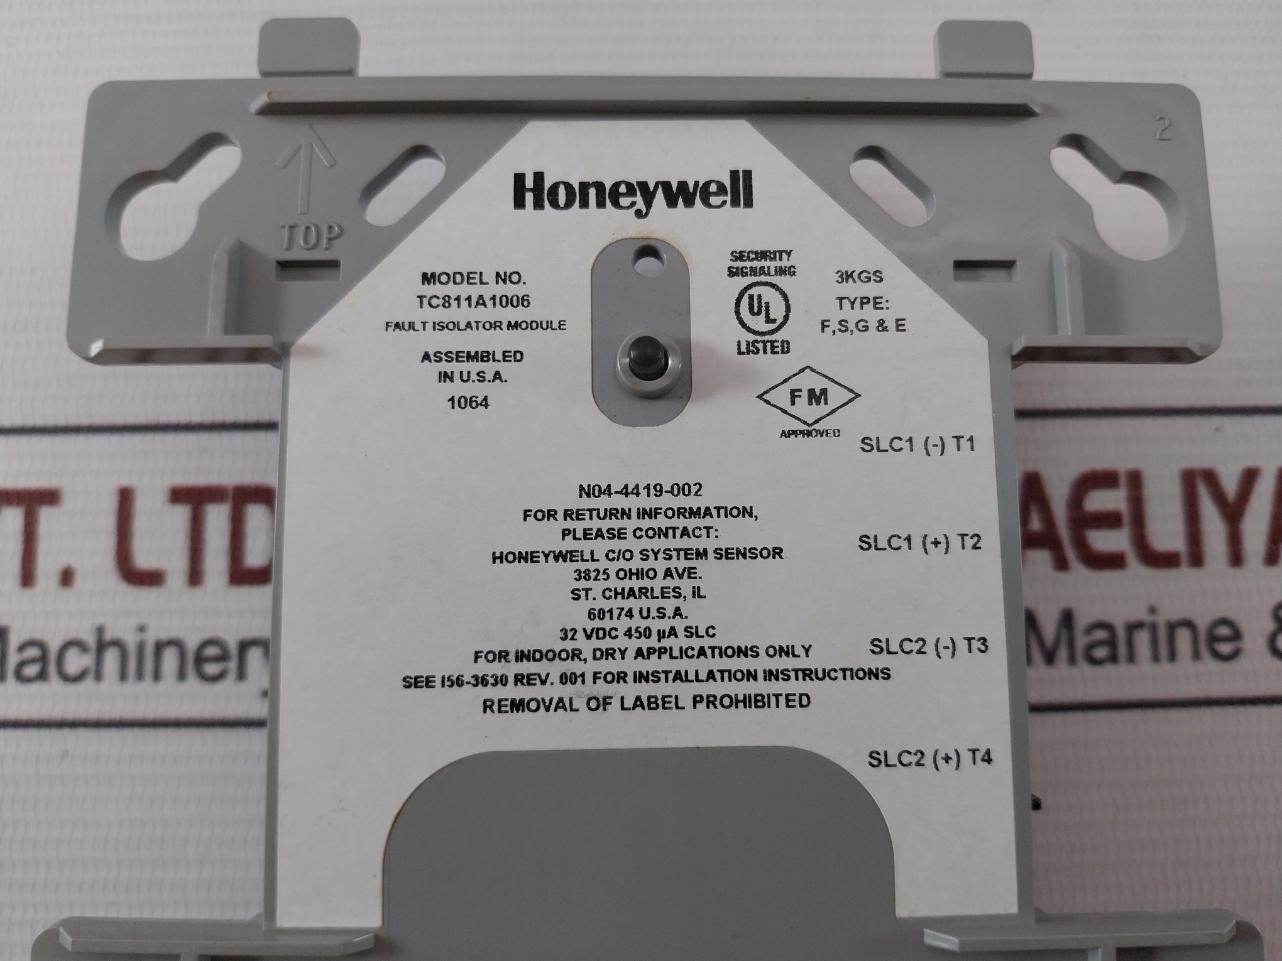 2
TOP
Honeywell
MODEL NO.
TC811A1006
FAULT ISOLATOR MODULE
ASSEMBLED
IN U.S.A.
1064
SECURITY
SIGNALING
UL
LISTED
3KGS
TYPE:
F,S,G & E
FM
APPROVED
SLC1 (-) T1
SLC1 (+) T2
SLC2 (-) T3
SLC2 (+) T4
N04-4419-002
FOR RETURN INFORMATION,
PLEASE CONTACT:
HONEYWELL C/O SYSTEM SENSOR
3825 OHIO AVE.
ST. CHARLES, IL
60174 U.S.A.
32 VDC 450 µA SLC
FOR INDOOR, DRY APPLICATIONS ONLY
SEE I56-3630 REV. 001 FOR INSTALLATION INSTRUCTIONS
REMOVAL OF LABEL PROHIBITED
LTD
Marine &